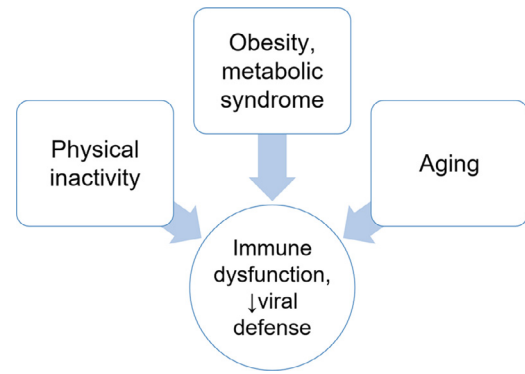 Obesity,
metabolic
syndrome
Physical
inactivity
Aging
Immune
dysfunction,
↓viral
defense